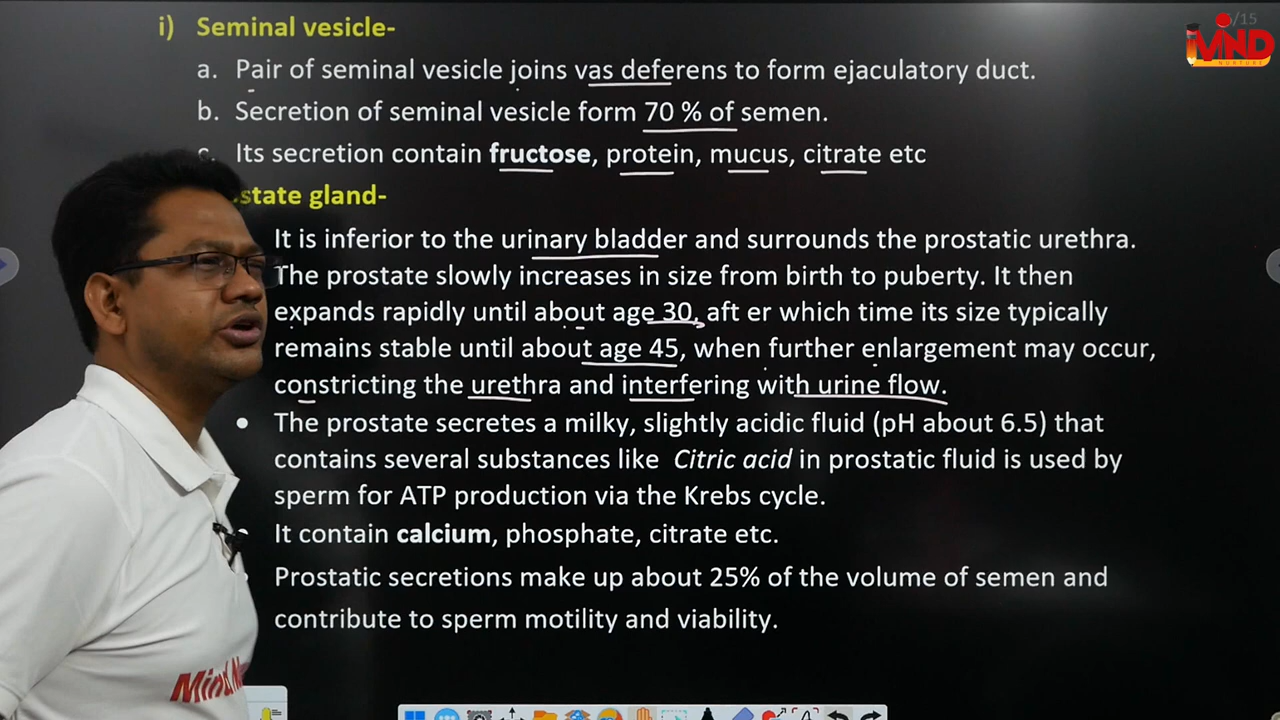 i) Seminal vesicle-
a. Pair of seminal vesicle joins vas deferens to form ejaculatory duct.
b. Secretion of seminal vesicle form 70 % of semen.
c. Its secretion contain fructose, protein, mucus, citrate etc
state gland-
It is inferior to the urinary bladder and surrounds the prostatic urethra.
The prostate slowly increases in size from birth to puberty. It then
expands rapidly until about age 30, aft er which time its size typically
remains stable until about age 45, when further enlargement may occur,
constricting the urethra and interfering with urine flow.
• The prostate secretes a milky, slightly acidic fluid (pH about 6.5) that
contains several substances like Citric acid in prostatic fluid is used by
sperm for ATP production via the Krebs cycle.
• It contain calcium, phosphate, citrate etc.
Prostatic secretions make up about 25% of the volume of semen and
contribute to sperm motility and viability.
/15
MIND
NURTURE
Mind